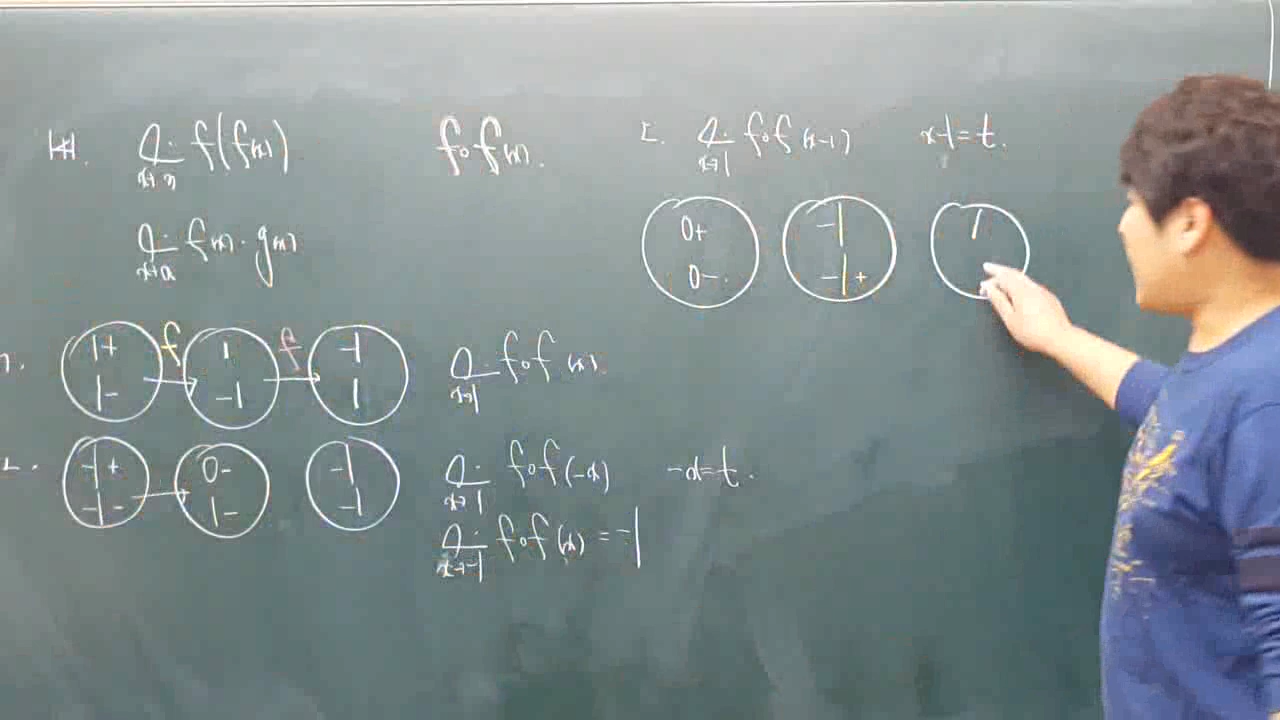 lim x→a f(f(x))
f∘f(x).
lim x→a f(x)·g(x)
ㄱ.
1+ f 1 f -1
1- -1 1
lim x→1 f∘f(x).
ㄴ.
-1+ 0- -1
-1- 1- -1
lim x→1 f∘f(-x) -x=t.
lim x→-1 f∘f(x) = -1
ㄷ. lim x→1 f∘f(x-1) x-1=t.
0+ -1 1
0- -1+